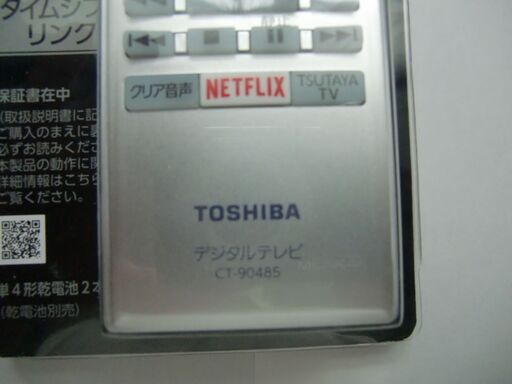 タイムシフ
リンク
静止
クリア音声
NETFLIX
TSUTAYA
TV
保証書在中
(取扱説明書に記
ご購入のまえに
必ずお読みくだ
本製品の動作に関
詳細情報はこちら
ご覧ください。
TOSHIBA
デジタルテレビ
CT-90485
単4形乾電池2本
(乾電池別売)